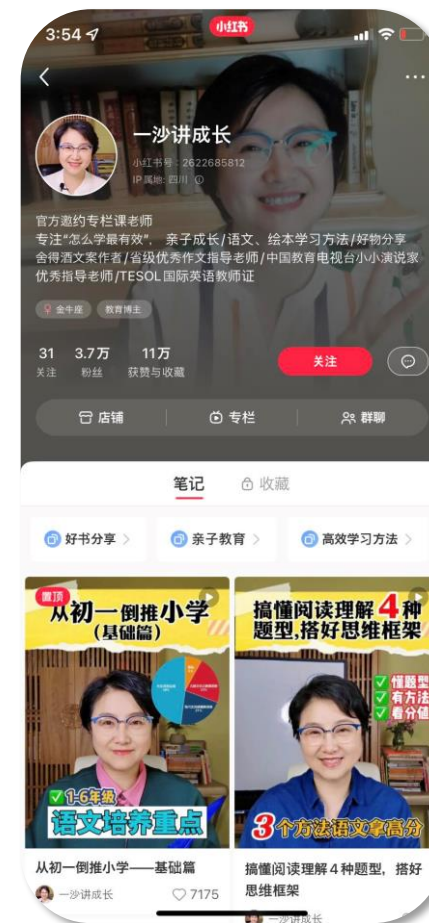 3:54
小红书
一沙讲成长
小红书号：2622685812
IP属地：四川
官方邀约专栏课老师
专注“怎么学最有效”， 亲子成长/语文、绘本学习方法/好物分享
舍得酒文案作者/省级优秀作文指导老师/中国教育电视台小小演说家
优秀指导老师/TESOL国际英语教师证
金牛座
教育博主
31 3.7万 11万
关注 粉丝 获赞与收藏
关注
店铺 专栏 群聊
笔记 收藏
好书分享 亲子教育 高效学习方法
置顶
从初一倒推小学
（基础篇）
1-6年级
语文培养重点
从初一倒推小学——基础篇
一沙讲成长 7175
搞懂阅读理解4种
题型,搭好思维框架
懂题型
有方法
看分值
3个方法语文拿高分
搞懂阅读理解4种题型，搭好
思维框架
一沙讲成长